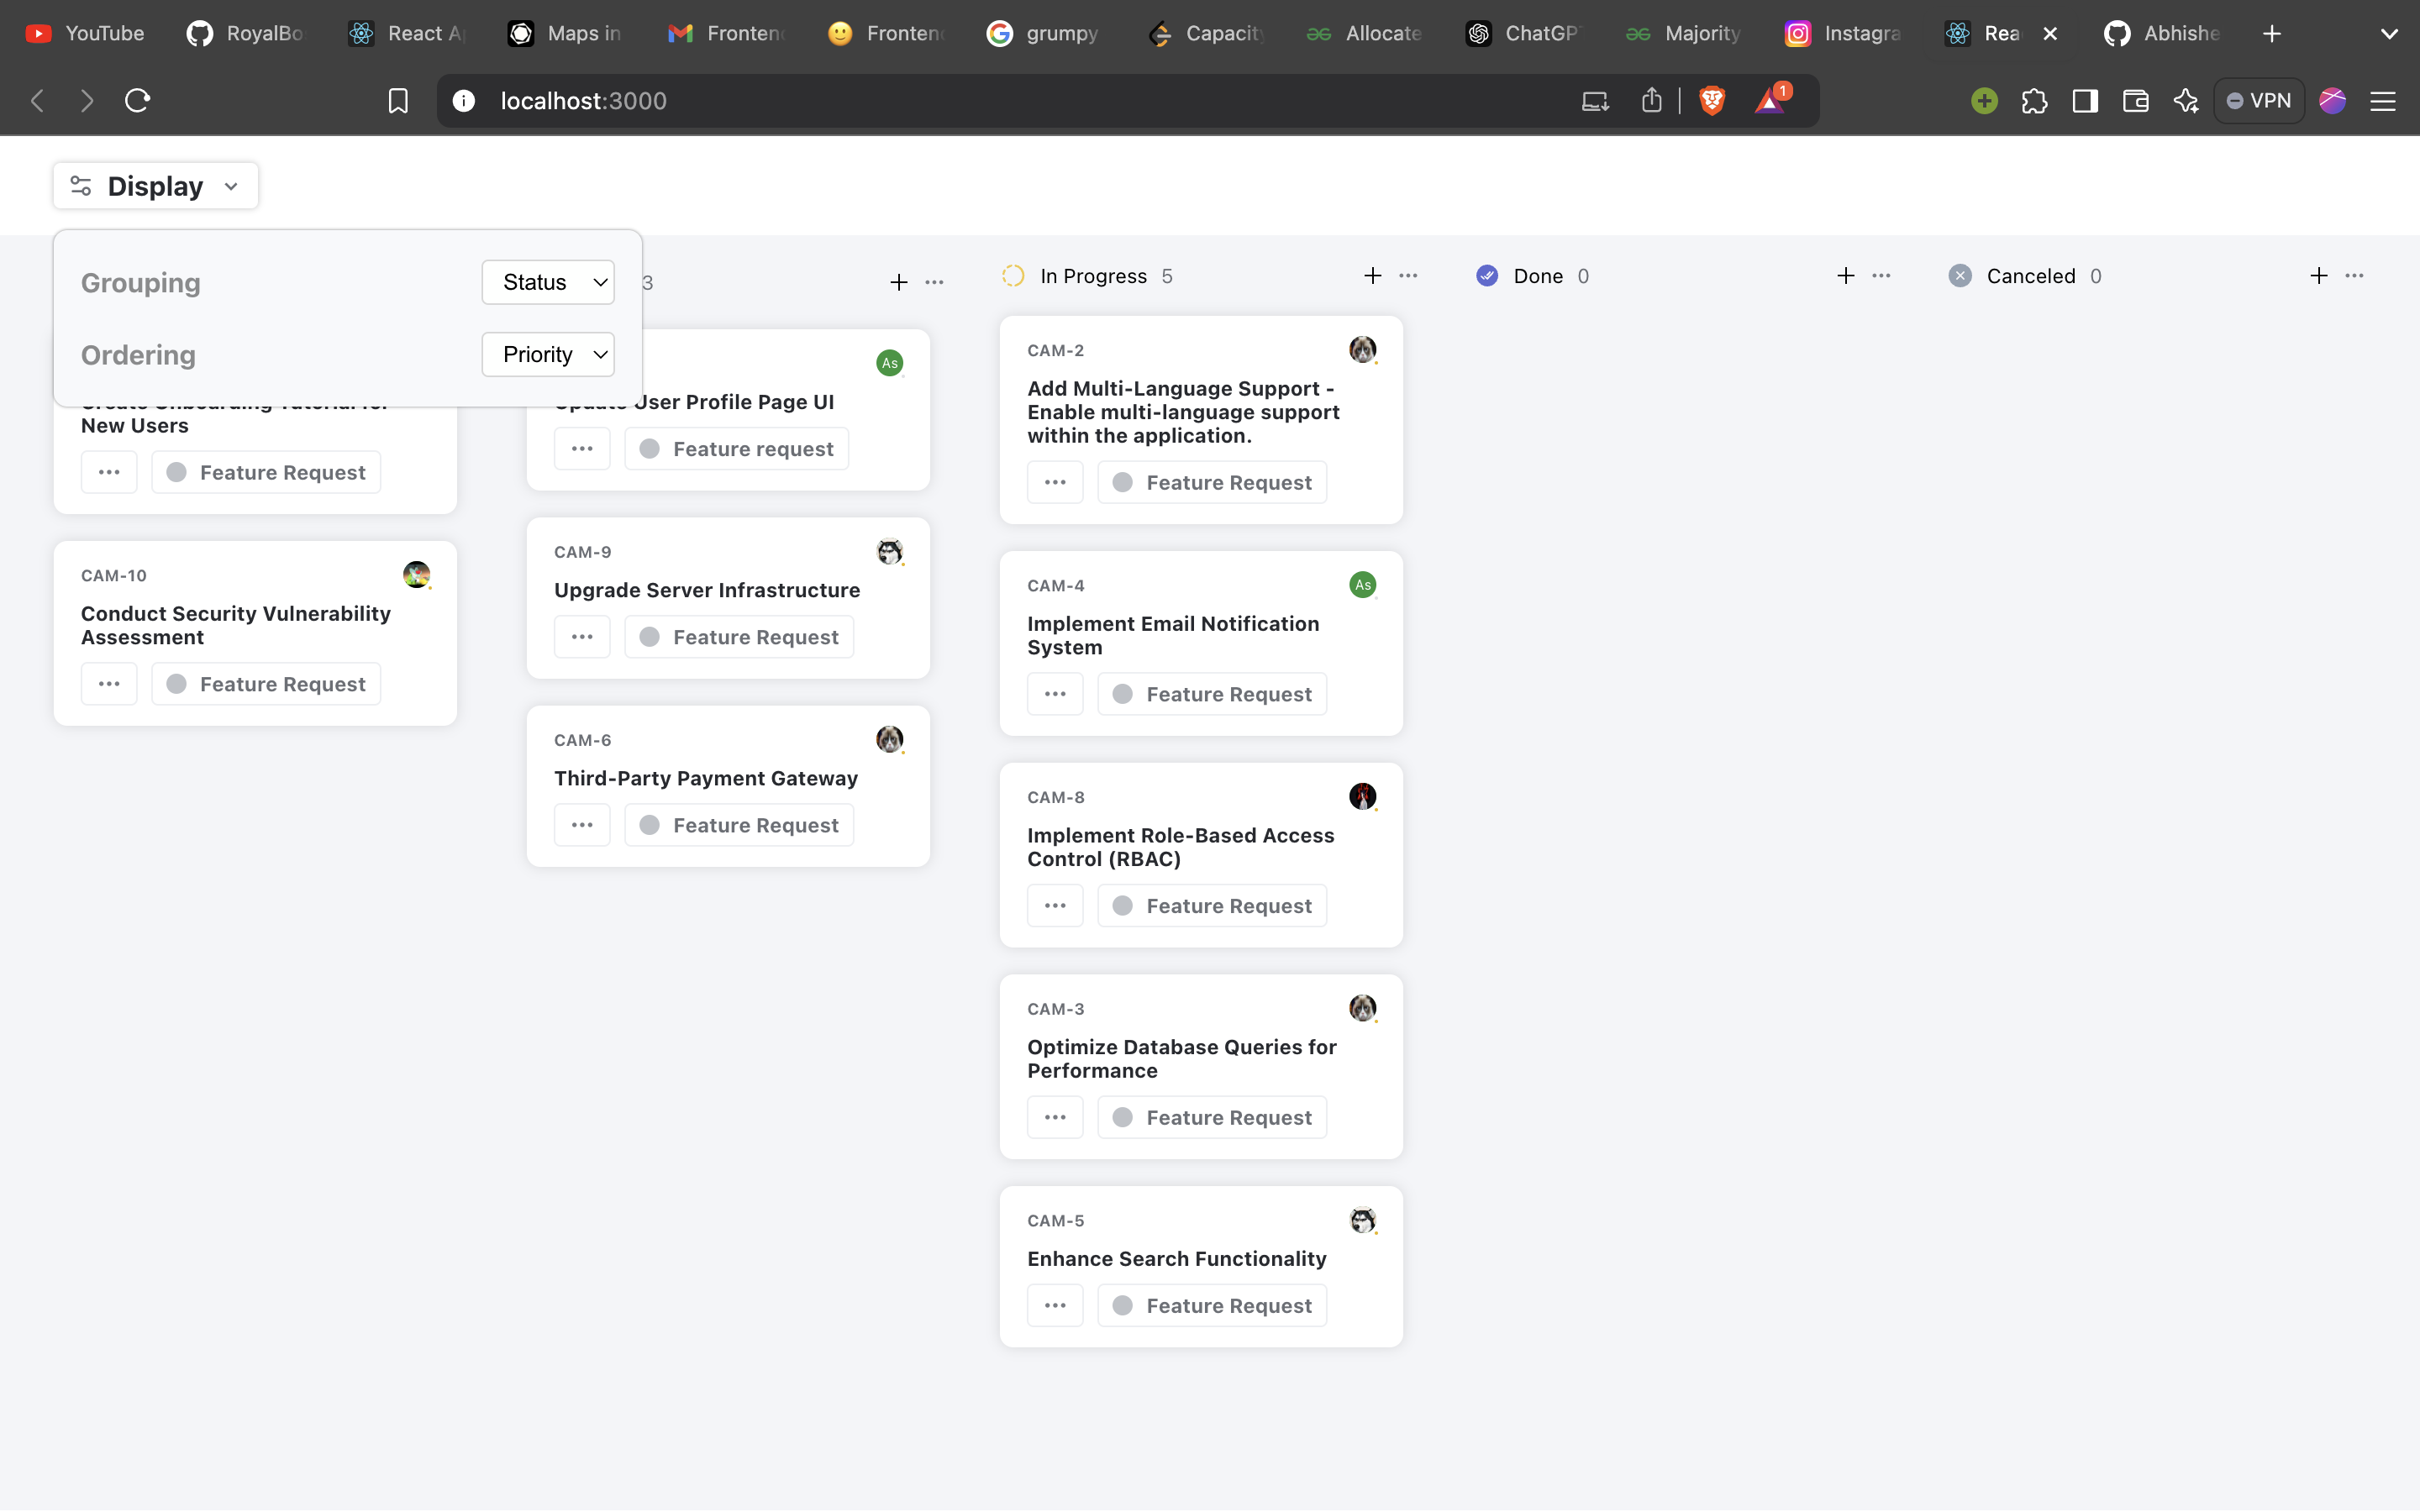 YouTube RoyalBo React Ap Maps in Fronten Fronten grumpy Capacity Allocate ChatGP Majority Instagra Rea Abhishe
localhost:3000 1 VPN
Display
Grouping Status
Ordering Priority
3
In Progress 5
Done 0
Canceled 0
New Users
Feature Request
CAM-10
Conduct Security Vulnerability
Assessment
Feature Request
As
Update User Profile Page UI
Feature request
CAM-9
Upgrade Server Infrastructure
Feature Request
CAM-6
Third-Party Payment Gateway
Feature Request
CAM-2
Add Multi-Language Support -
Enable multi-language support
within the application.
Feature Request
CAM-4
As
Implement Email Notification
System
Feature Request
CAM-8
Implement Role-Based Access
Control (RBAC)
Feature Request
CAM-3
Optimize Database Queries for
Performance
Feature Request
CAM-5
Enhance Search Functionality
Feature Request